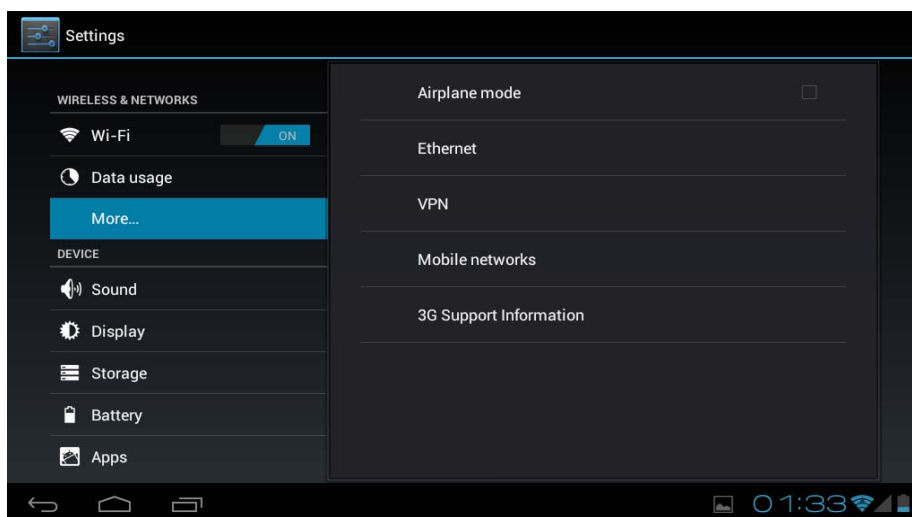 Settings
WIRELESS & NETWORKS
Wi-Fi ON
Data usage
More...
DEVICE
Sound
Display
Storage
Battery
Apps
Airplane mode
Ethernet
VPN
Mobile networks
3G Support Information
01:33